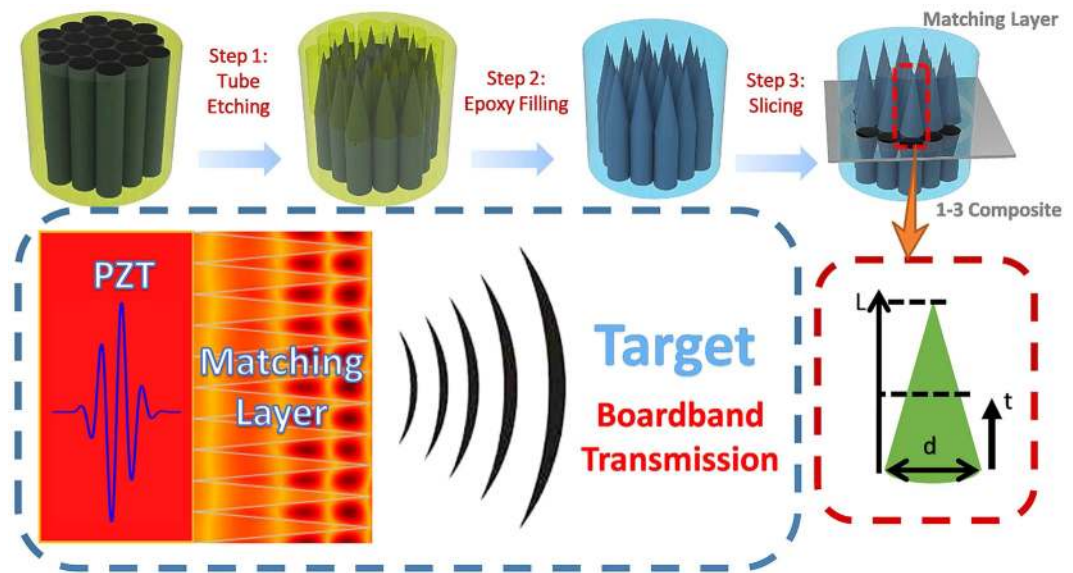 Step 1:
Tube
Etching
Step 2:
Epoxy Filling
Step 3:
Slicing
Matching Layer
1-3 Composite
PZT
Matching
Layer
Target
Boardband
Transmission
L
t
d